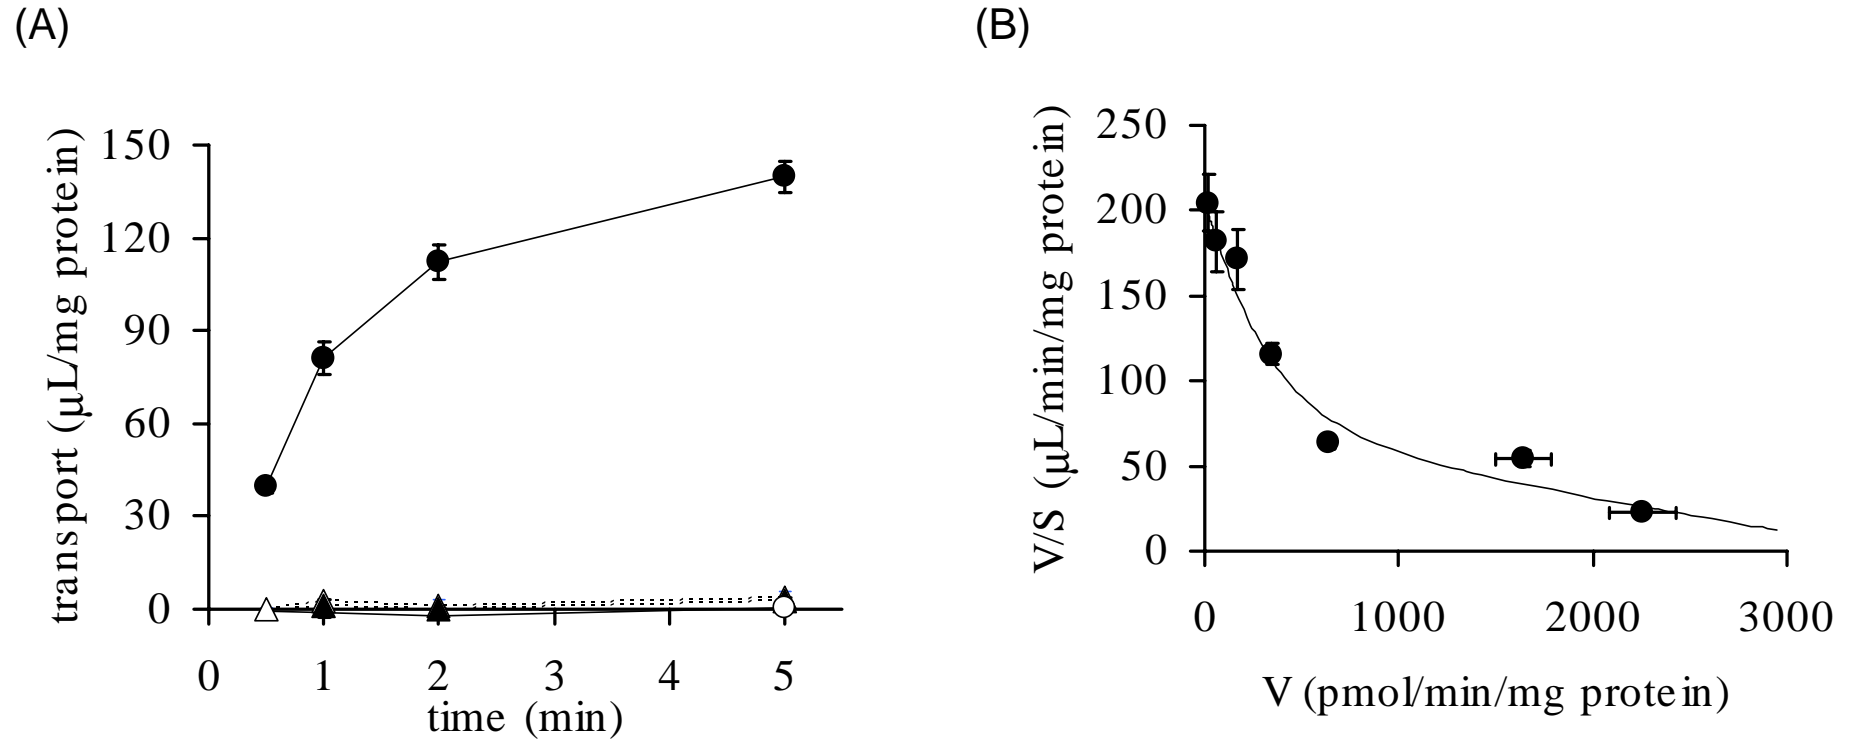 (A)
(B)
transport (μL/mg protein)
150
120
90
60
30
0
0 1 2 3 4 5
time (min)
V/S (μL/min/mg protein)
250
200
150
100
50
0
0 1000 2000 3000
V (pmol/min/mg protein)